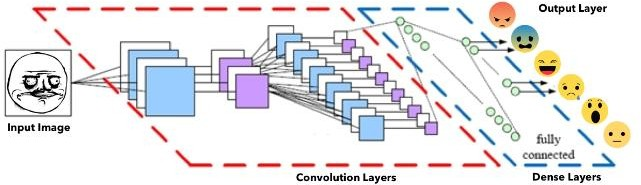 Output Layer
Input Image
fully
connected
Convolution Layers
Dense Layers